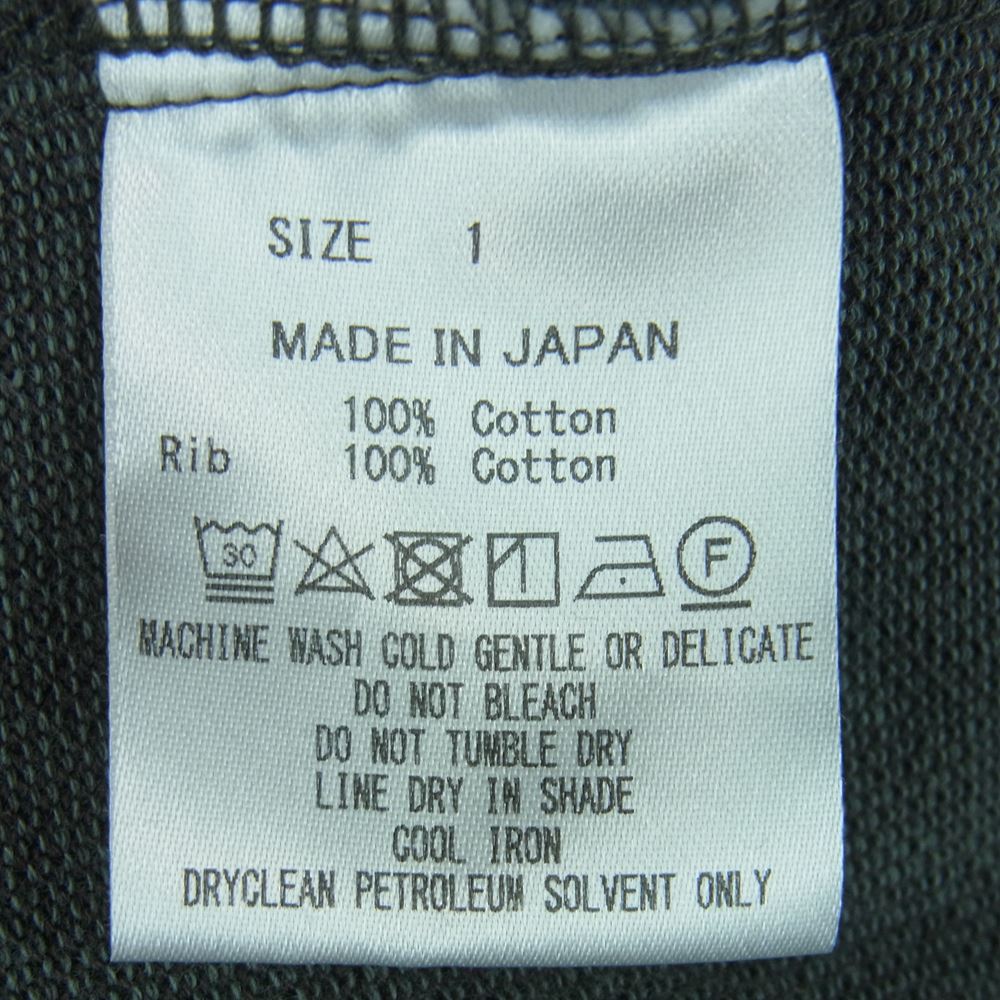 SIZE 1
MADE IN JAPAN
100% Cotton
Rib 100% Cotton
30 F
MACHINE WASH COLD GENTLE OR DELICATE
DO NOT BLEACH
DO NOT TUMBLE DRY
LINE DRY IN SHADE
COOL IRON
DRYCLEAN PETROLEUM SOLVENT ONLY